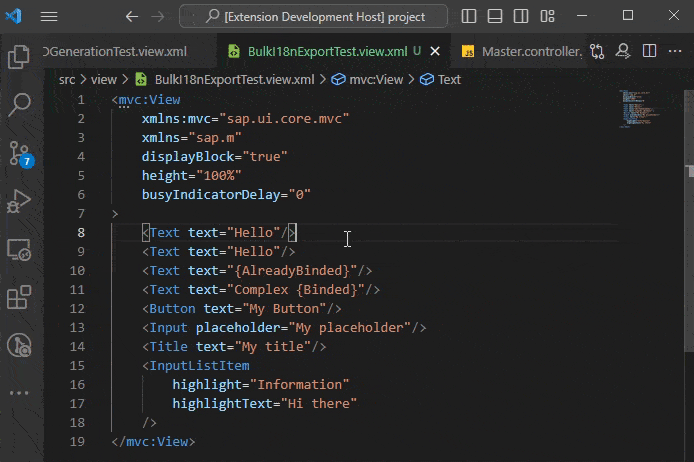 [Extension Development Host] project
DGenerationTest.view.xml BulkI18nExportTest.view.xml U Master.controller.
src > view > BulkI18nExportTest.view.xml > mvc:View > Text
1 <mvc:View
2 xmlns:mvc="sap.ui.core.mvc"
3 xmlns="sap.m"
4 displayBlock="true"
5 height="100%"
6 busyIndicatorDelay="0"
7 >
8 <Text text="Hello"/>
9 <Text text="Hello"/>
10 <Text text="{AlreadyBinded}"/>
11 <Text text="Complex {Binded}"/>
12 <Button text="My Button"/>
13 <Input placeholder="My placeholder"/>
14 <Title text="My title"/>
15 <InputListItem
16 highlight="Information"
17 highlightText="Hi there"
18 />
19 </mvc:View>
7
JS